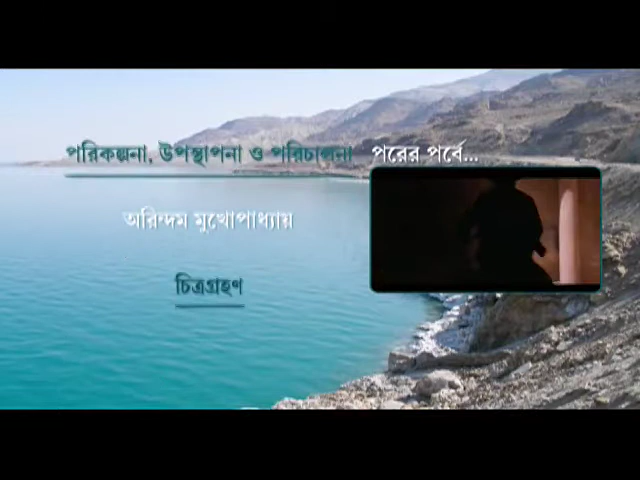 পরিকল্পনা, উপস্থাপনা ও পরিচালনা
পরের পর্বে...
অরিন্দম মুখোপাধ্যায়
চিত্রগ্রহণ